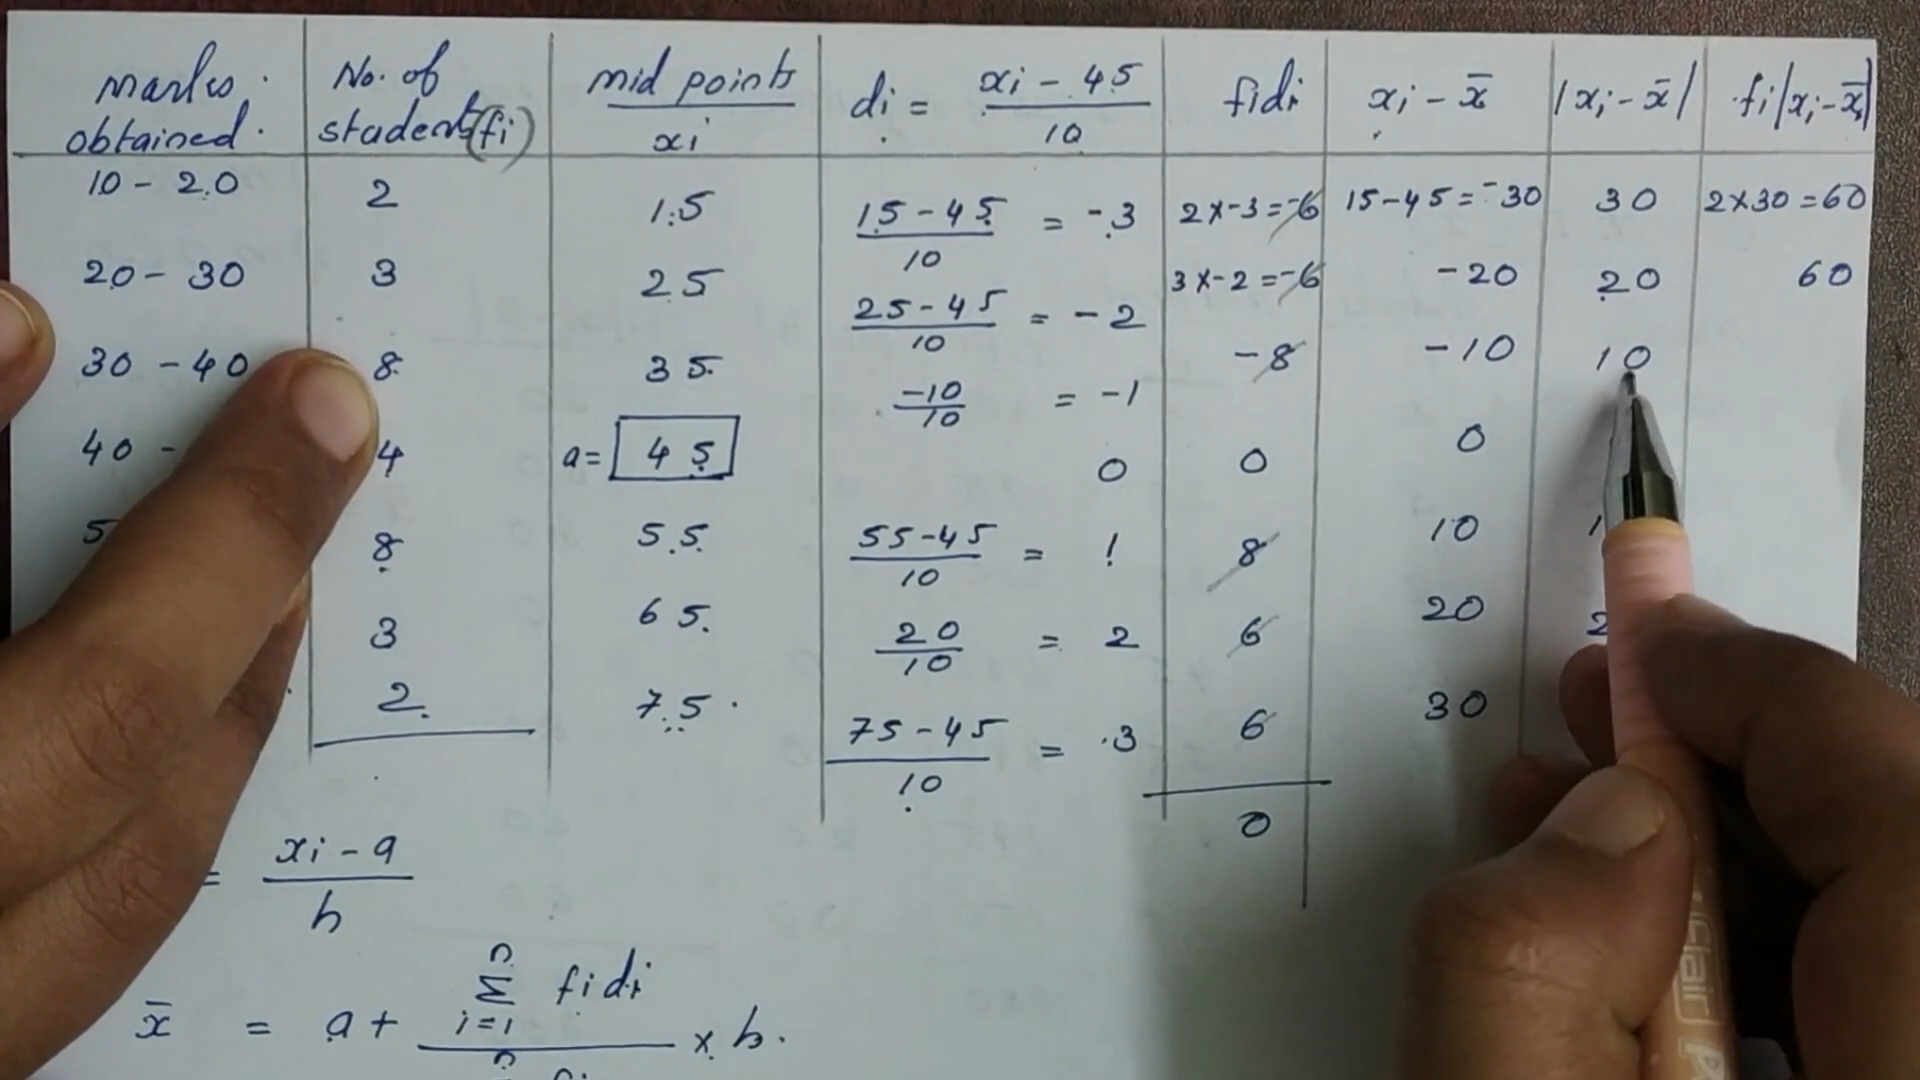 marks obtained | No. of students (fi) | mid points xi | di = xi - 45 / 10 | fidi | xi - x̄ | |xi - x̄| | fi|xi - x̄|
10 - 20 | 2 | 15 | 15 - 45 / 10 = -3 | 2 x -3 = -6 | 15 - 45 = -30 | 30 | 2 x 30 = 60
20 - 30 | 3 | 25 | 25 - 45 / 10 = -2 | 3 x -2 = -6 | -20 | 20 | 60
30 - 40 | 8 | 35 | -10 / 10 = -1 | -8 | -10 | 10
40 - | 4 | a = 45 | 0 | 0 | 0
5 | 8 | 55 | 55 - 45 / 10 = 1 | 8 | 10 | 1
3 | 65 | 20 / 10 = 2 | 6 | 20 | 2
2 | 75 | 75 - 45 / 10 = 3 | 6 | 30
0
= xi - a / h
x̄ = a + Σ i=1 n fidi / n x h.